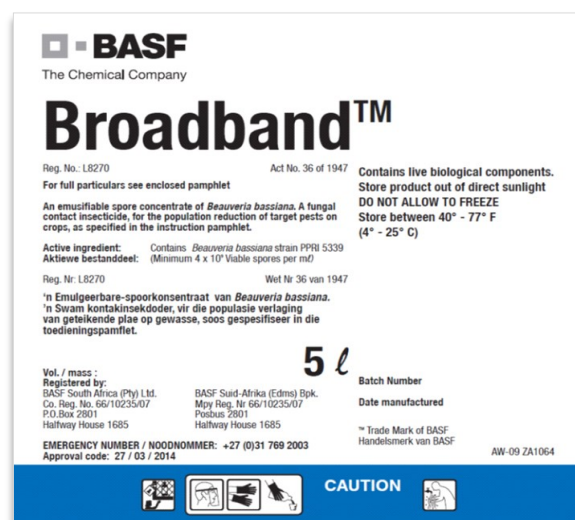 BASF
The Chemical Company
Broadband™
Reg. No.: L8270 Act No. 36 of 1947
For full particulars see enclosed pamphlet
An emusifiable spore concentrate of Beauveria bassiana. A fungal
contact insecticide, for the population reduction of target pests on
crops, as specified in the instruction pamphlet.
Active ingredient: Contains Beauveria bassiana strain PPRI 5339
Aktiewe bestanddeel: (Minimum 4 x 10⁹ Viable spores per mℓ)
Reg. Nr: L8270 Wet Nr 36 van 1947
'n Emulgeerbare-spoorkonsentraat van Beauveria bassiana.
'n Swam kontakinsekdoder, vir die populasie verlaging
van geteikende plae op gewasse, soos gespesifiseer in die
toedieningspamflet.
5 ℓ
Vol. / mass :
Registered by:
BASF South Africa (Pty) Ltd. BASF Suid-Afrika (Edms) Bpk.
Co. Reg. No. 66/10235/07 Mpy Reg. Nr 66/10235/07
P.O.Box 2801 Posbus 2801
Halfway House 1685 Halfway House 1685
EMERGENCY NUMBER / NOODNOMMER: +27 (0)31 769 2003
Approval code: 27 / 03 / 2014
Contains live biological components.
Store product out of direct sunlight
DO NOT ALLOW TO FREEZE
Store between 40° - 77° F
(4° - 25° C)
Batch Number
Date manufactured
™ Trade Mark of BASF
Handelsmerk van BASF
AW-09 ZA1064
CAUTION